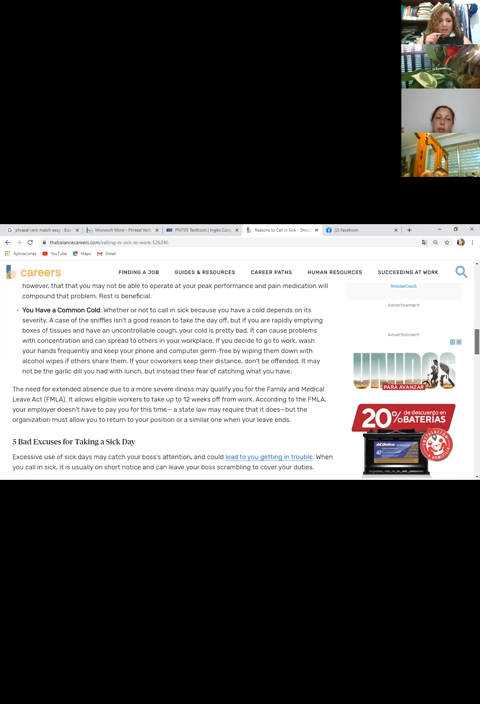 phrasal verb match easy
Microsoft Word - Phrasal Verb
Reasons to Call in Sick
Facebook
thebalancecareers.com/calling-in-sick-to-work-526245
Aplicaciones
YouTube
Maps
Gmail
careers
FINDING A JOB
GUIDES & RESOURCES
CAREER PATHS
HUMAN RESOURCES
SUCCEEDING AT WORK
however, that that you may not be able to operate at your peak performance and pain medication will
compound that problem. Rest is beneficial.
• You Have a Common Cold: Whether or not to call in sick because you have a cold depends on its
severity. A case of the sniffles isn't a good reason to take the day off, but if you are rapidly emptying
boxes of tissues and have an uncontrollable cough, your cold is pretty bad. It can cause problems
with concentration and can spread to others in your workplace. If you decide to go to work, wash
your hands frequently and keep your phone and computer germ-free by wiping them down with
alcohol wipes if others share them. If your coworkers keep their distance, don't be offended. It may
not be the garlic dill you had with lunch, but instead their fear of catching what you have.
The need for extended absence due to a more severe illness may qualify you for the Family and Medical
Leave Act (FMLA). It allows eligible workers to take up to 12 weeks off from work. According to the FMLA,
your employer doesn't have to pay you for this time— a state law may require that it does—but the
organization must allow you to return to your position or a similar one when your leave ends.
5 Bad Excuses for Taking a Sick Day
Excessive use of sick days may catch your boss's attention, and could lead to you getting in trouble. When
you call in sick, it is usually on short notice and can leave your boss scrambling to cover your duties.
Advertisement
Advertisement
UNIDOS
PARA AVANZAR
20% de descuento en
BATERÍAS
ACDelco